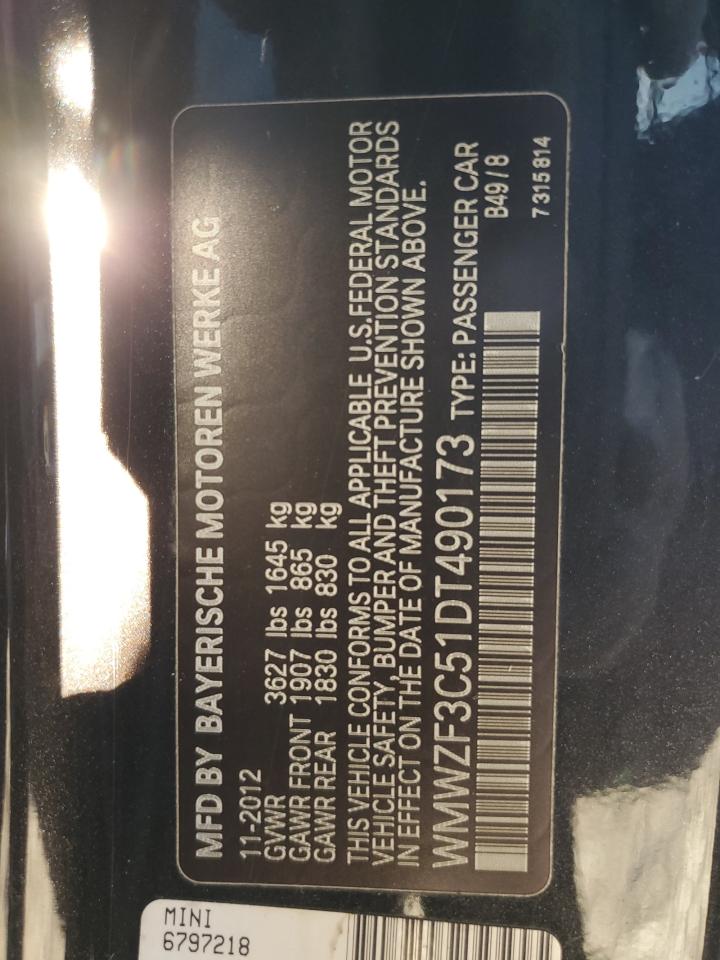 MFD BY BAYERISCHE MOTOREN WERKE AG
11-2012
GVWR 3627 lbs 1645 kg
GAWR FRONT 1907 lbs 865 kg
GAWR REAR 1830 lbs 830 kg
THIS VEHICLE CONFORMS TO ALL APPLICABLE U.S.FEDERAL MOTOR
VEHICLE SAFETY, BUMPER AND THEFT PREVENTION STANDARDS
IN EFFECT ON THE DATE OF MANUFACTURE SHOWN ABOVE.
WMWZF3C51DT490173 TYPE: PASSENGER CAR
B49/8
7315814
MINI
6797218